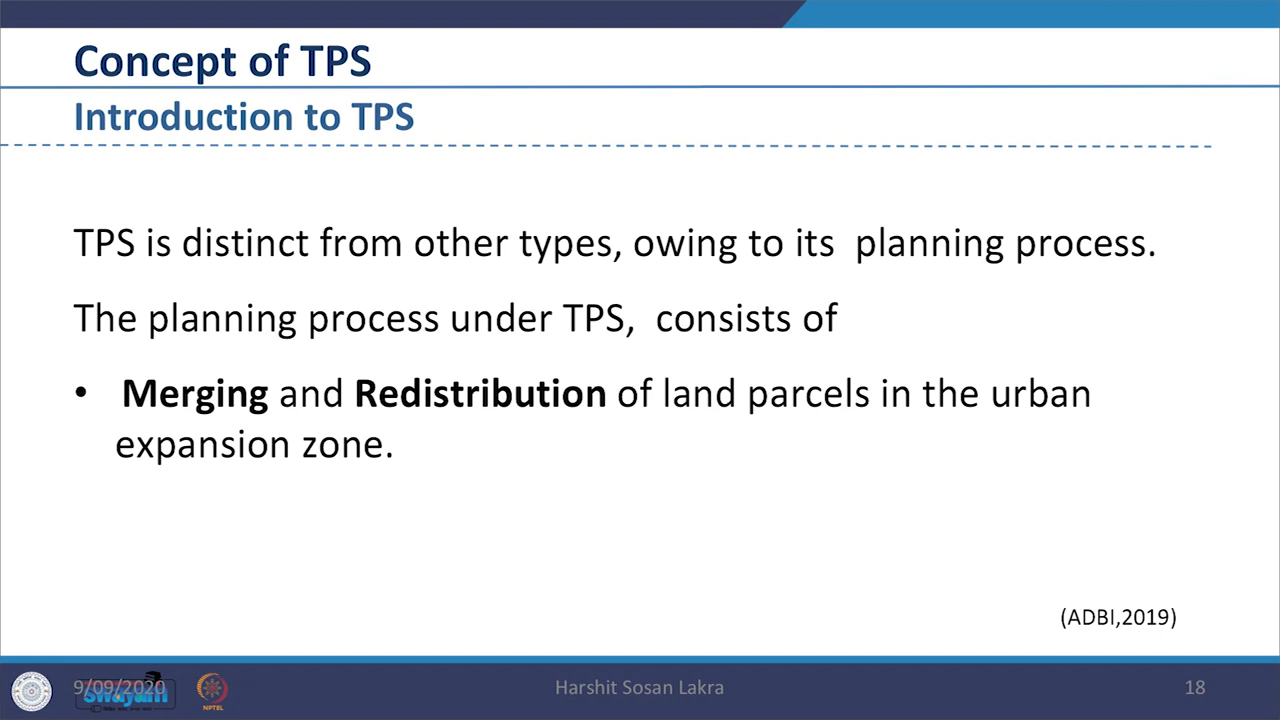 Concept of TPS
Introduction to TPS
TPS is distinct from other types, owing to its  planning process.
The planning process under TPS,  consists of
• Merging and Redistribution of land parcels in the urban
expansion zone.
(ADBI,2019)
9/09/2020
swayam
NPTEL
Harshit Sosan Lakra
18